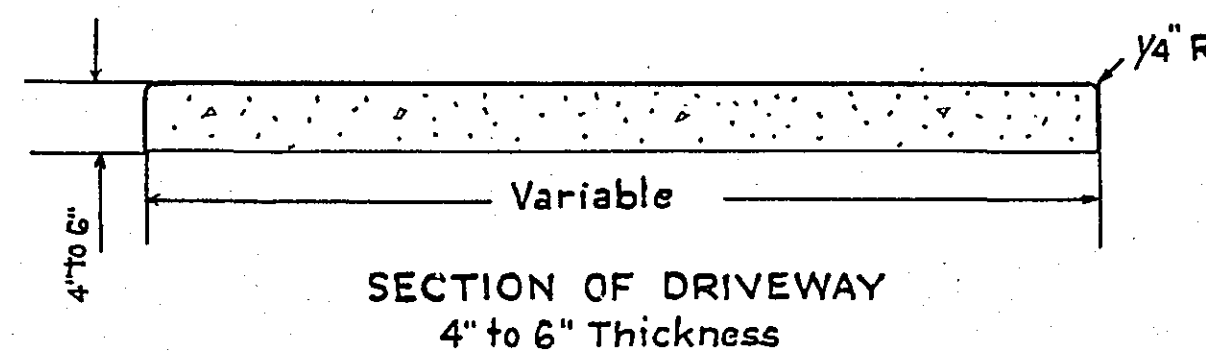 1/4" R
Variable
4" to 6"
SECTION OF DRIVEWAY
4" to 6" Thickness